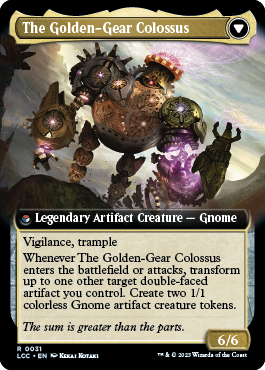 The Golden-Gear Colossus
Legendary Artifact Creature — Gnome
Vigilance, trample
Whenever The Golden-Gear Colossus
enters the battlefield or attacks, transform
up to one other target double-faced
artifact you control. Create two 1/1
colorless Gnome artifact creature tokens.
The sum is greater than the parts.
6/6
R 0031
LCC • EN Kekai Kotaki
™ & © 2023 Wizards of the Coast